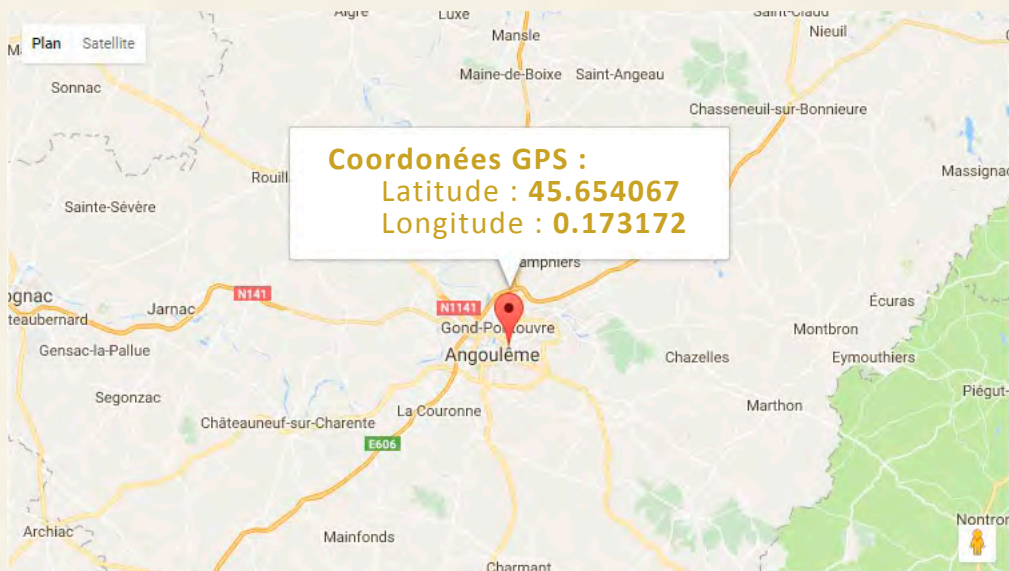 Aigre
Luxe
Saint-Claud
Mansle
Nieuil
Plan Satellite
Maine-de-Boixe Saint-Angeau
Sonnac
Chasseneuil-sur-Bonnieure
Coordonées GPS :
Latitude : 45.654067
Longitude : 0.173172
Rouill
Massignac
Sainte-Sévère
amphiers
N141
ognac
Jarnac
N1141
Écuras
teaubernard
Gond-Pontouvre
Montbron
Gensac-la-Pallue
Angoulême
Chazelles
Eymouthiers
Segonzac
Piégut-
La Couronne
Marthon
Châteauneuf-sur-Charente
E606
Archiac
Mainfonds
Nontron
Charmant